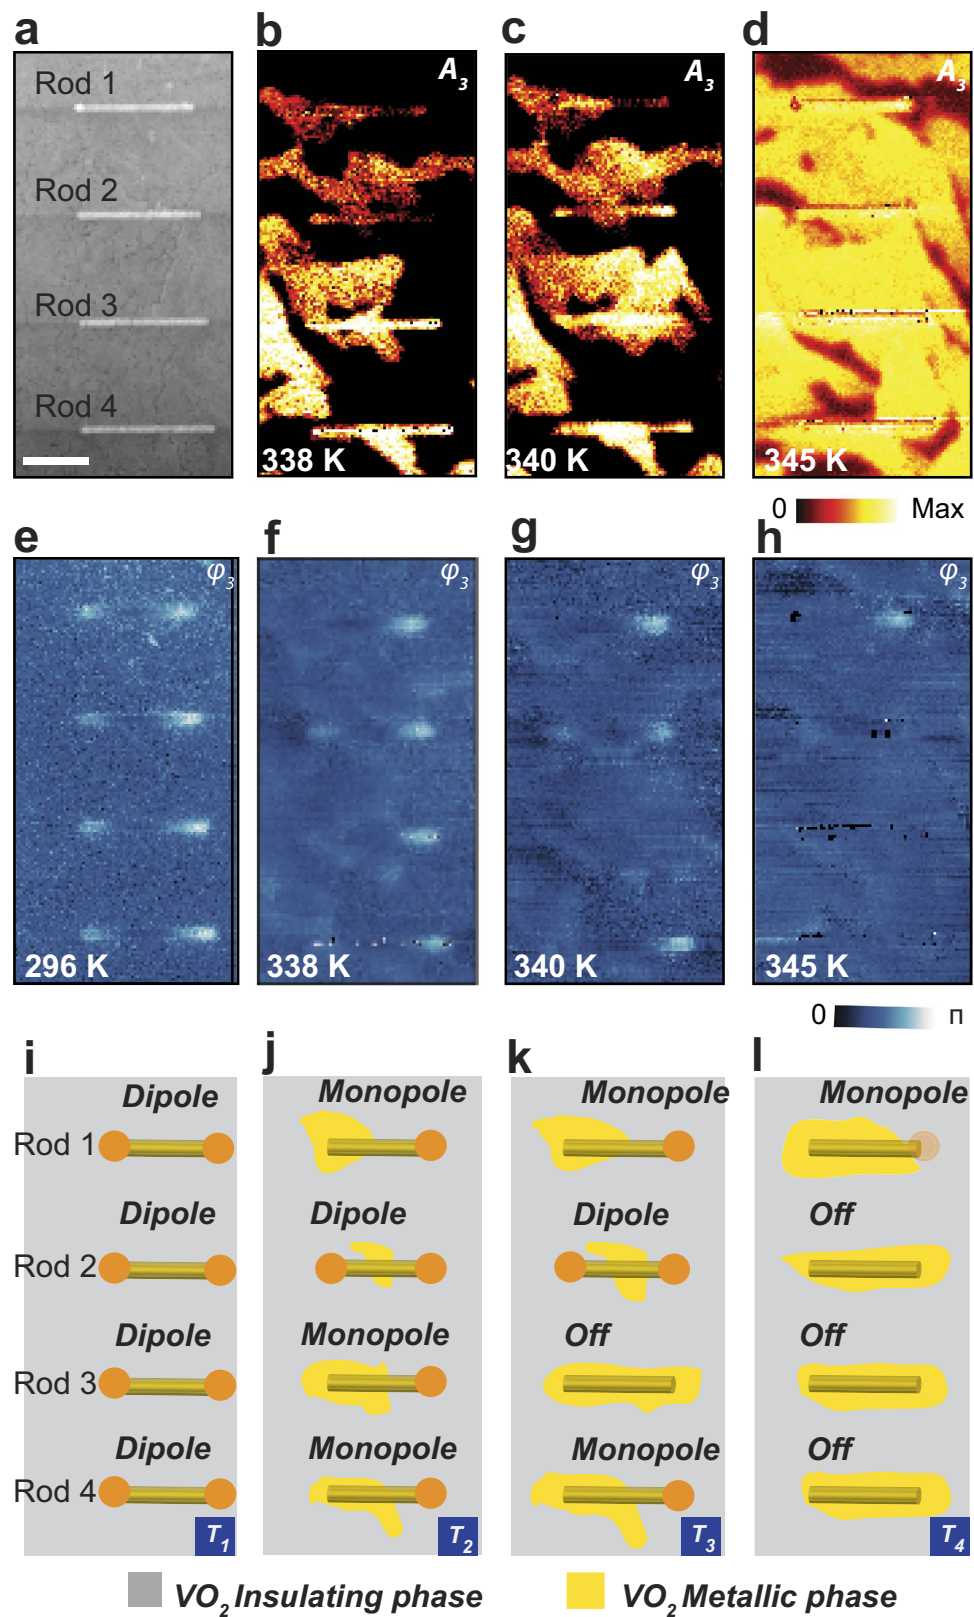 a
b
c
d
Rod 1
Rod 2
Rod 3
Rod 4
A3
338 K
A3
340 K
A3
345 K
0 Max
e
f
g
h
φ3
296 K
φ3
338 K
φ3
340 K
φ3
345 K
0 π
i
j
k
l
Dipole
Monopole
Monopole
Monopole
Rod 1
Dipole
Dipole
Dipole
Off
Rod 2
Dipole
Monopole
Off
Off
Rod 3
Dipole
Monopole
Monopole
Off
Rod 4
T1
T2
T3
T4
VO2 Insulating phase
VO2 Metallic phase